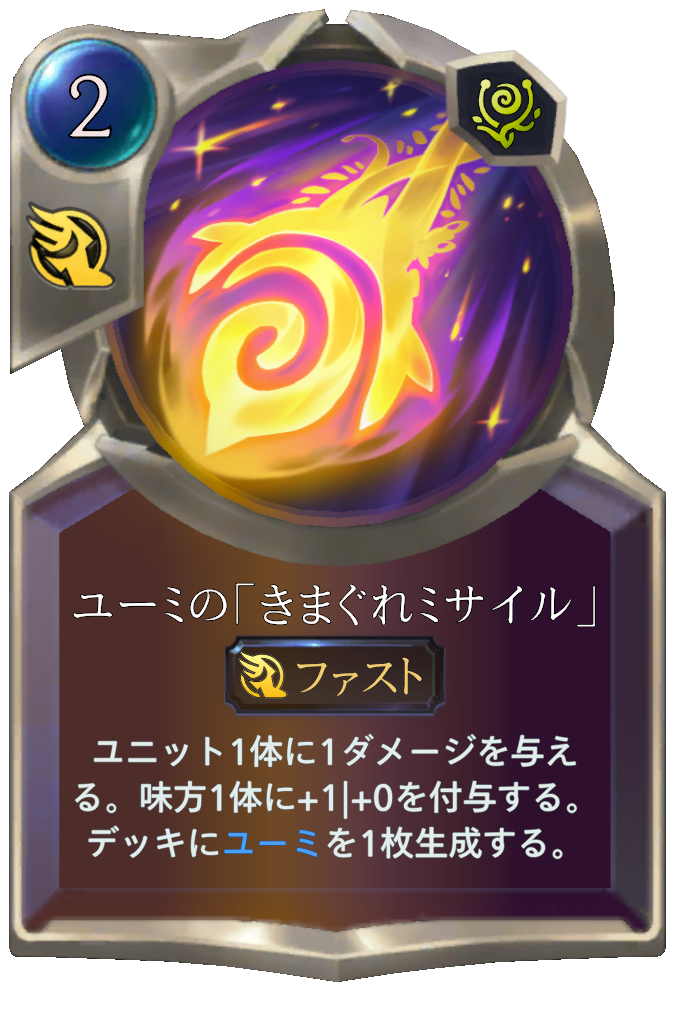 2
ユーミの「きまぐれミサイル」
ファスト
ユニット1体に1ダメージを与え
る。味方1体に+1|+0を付与する。
デッキにユーミを1枚生成する。